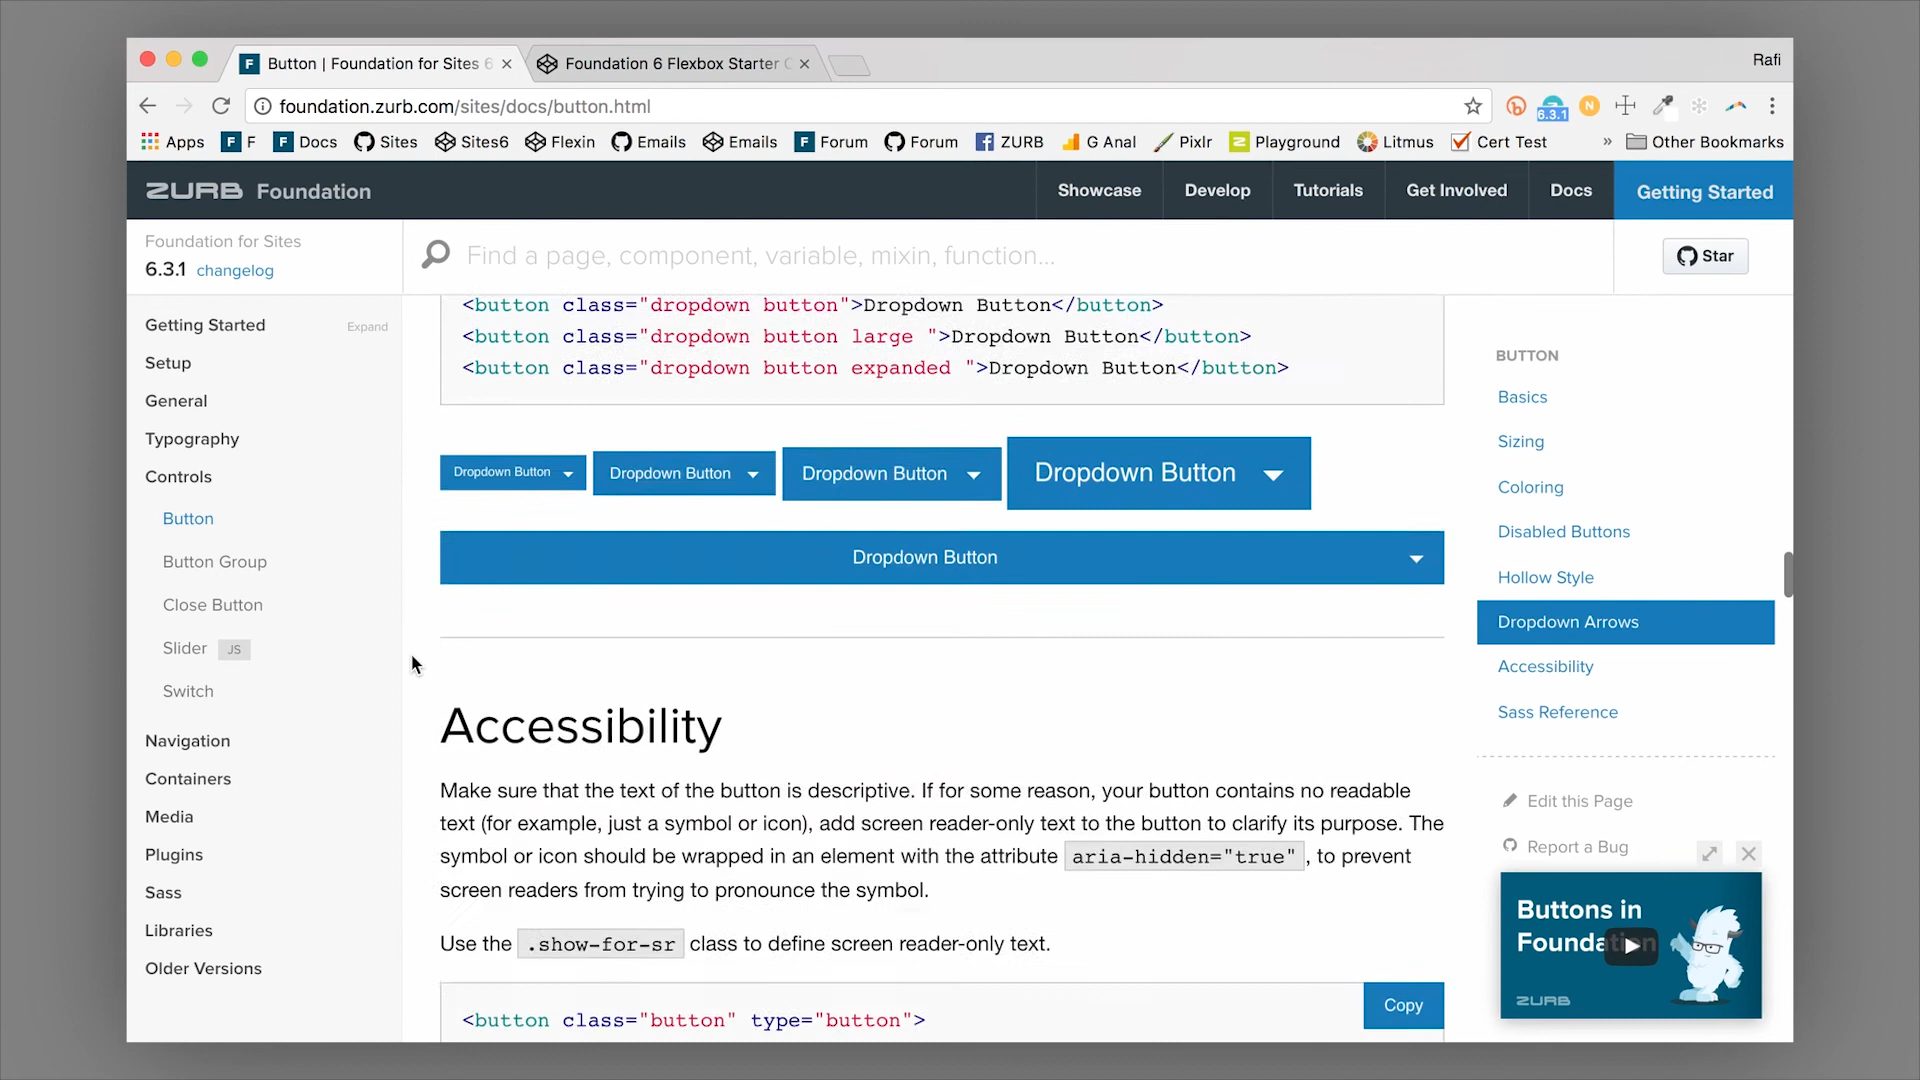 Button | Foundation for Sites 6
Foundation 6 Flexbox Starter
Rafi
foundation.zurb.com/sites/docs/button.html
6.3.1
N
Apps F Docs Sites Sites6 Flexin Emails Emails Forum Forum ZURB G Anal Pixlr Playground Litmus Cert Test » Other Bookmarks
ZURB Foundation
Showcase Develop Tutorials Get Involved Docs Getting Started
Foundation for Sites
6.3.1 changelog
Find a page, component, variable, mixin, function...
Star
Getting Started Expand
Setup
General
Typography
Controls
Button
Button Group
Close Button
Slider JS
Switch
Navigation
Containers
Media
Plugins
Sass
Libraries
Older Versions
<button class="dropdown button">Dropdown Button</button>
<button class="dropdown button large ">Dropdown Button</button>
<button class="dropdown button expanded ">Dropdown Button</button>
Dropdown Button Dropdown Button Dropdown Button Dropdown Button
Dropdown Button
Accessibility
Make sure that the text of the button is descriptive. If for some reason, your button contains no readable
text (for example, just a symbol or icon), add screen reader-only text to the button to clarify its purpose. The
symbol or icon should be wrapped in an element with the attribute aria-hidden="true" , to prevent
screen readers from trying to pronounce the symbol.
Use the .show-for-sr class to define screen reader-only text.
Copy
<button class="button" type="button">
BUTTON
Basics
Sizing
Coloring
Disabled Buttons
Hollow Style
Dropdown Arrows
Accessibility
Sass Reference
Edit this Page
Report a Bug
Buttons in
Foundation
ZURB